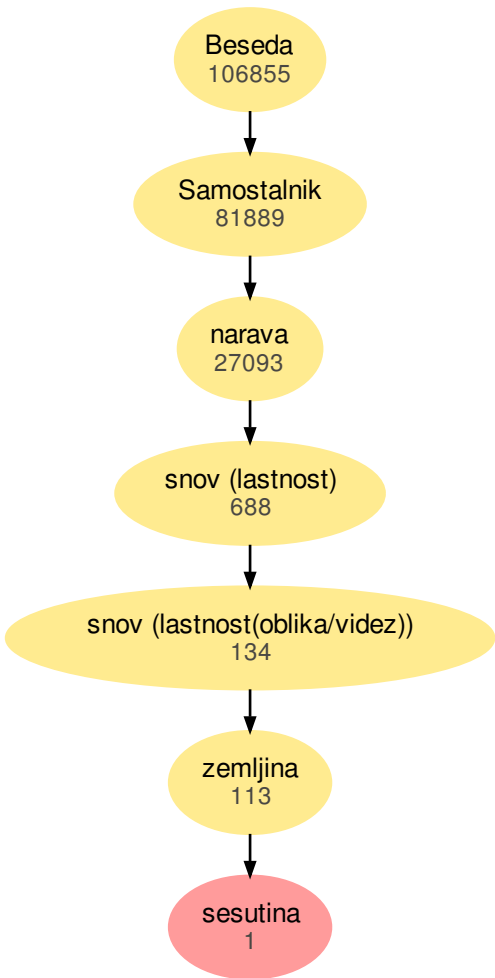 Beseda
106855
Samostalnik
81889
narava
27093
snov (lastnost)
688
snov (lastnost(oblika/videz))
134
zemljina
113
sesutina
1